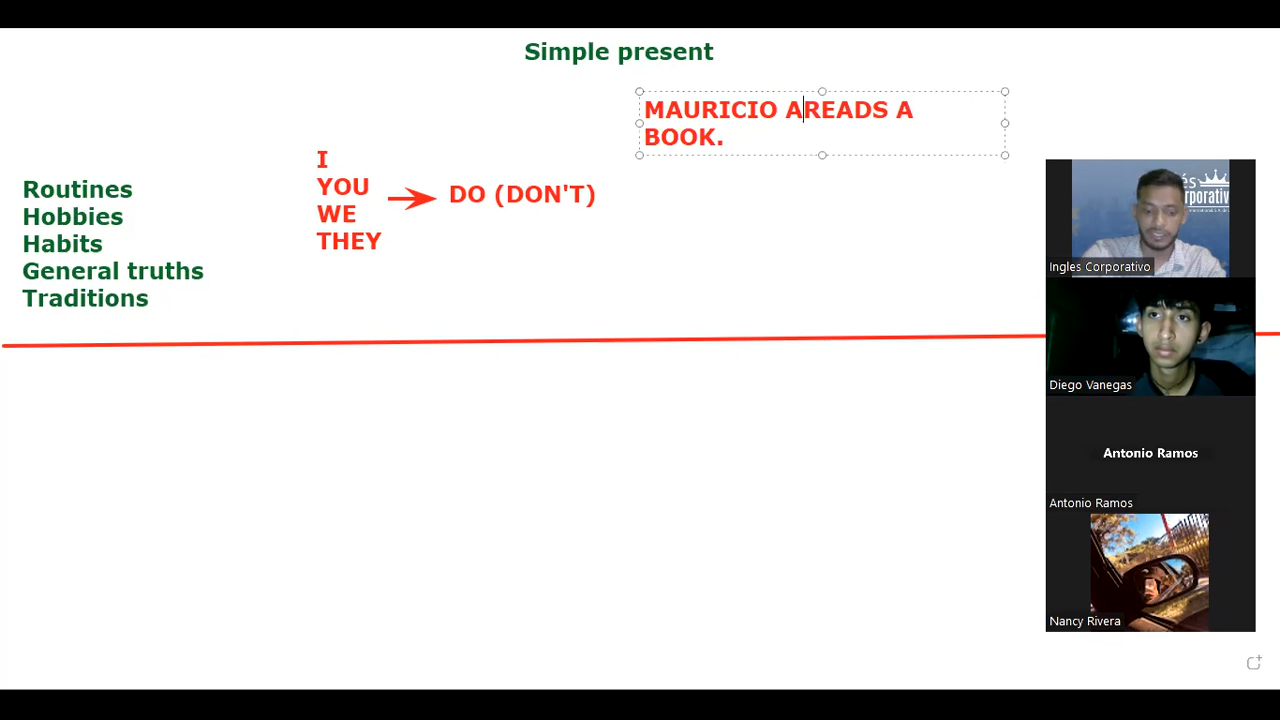 Simple present
MAURICIO AREADS A
BOOK.
I
YOU
WE
THEY
DO (DON'T)
Routines
Hobbies
Habits
General truths
Traditions
Ingles Corporativo
Diego Vanegas
Antonio Ramos
Antonio Ramos
Nancy Rivera